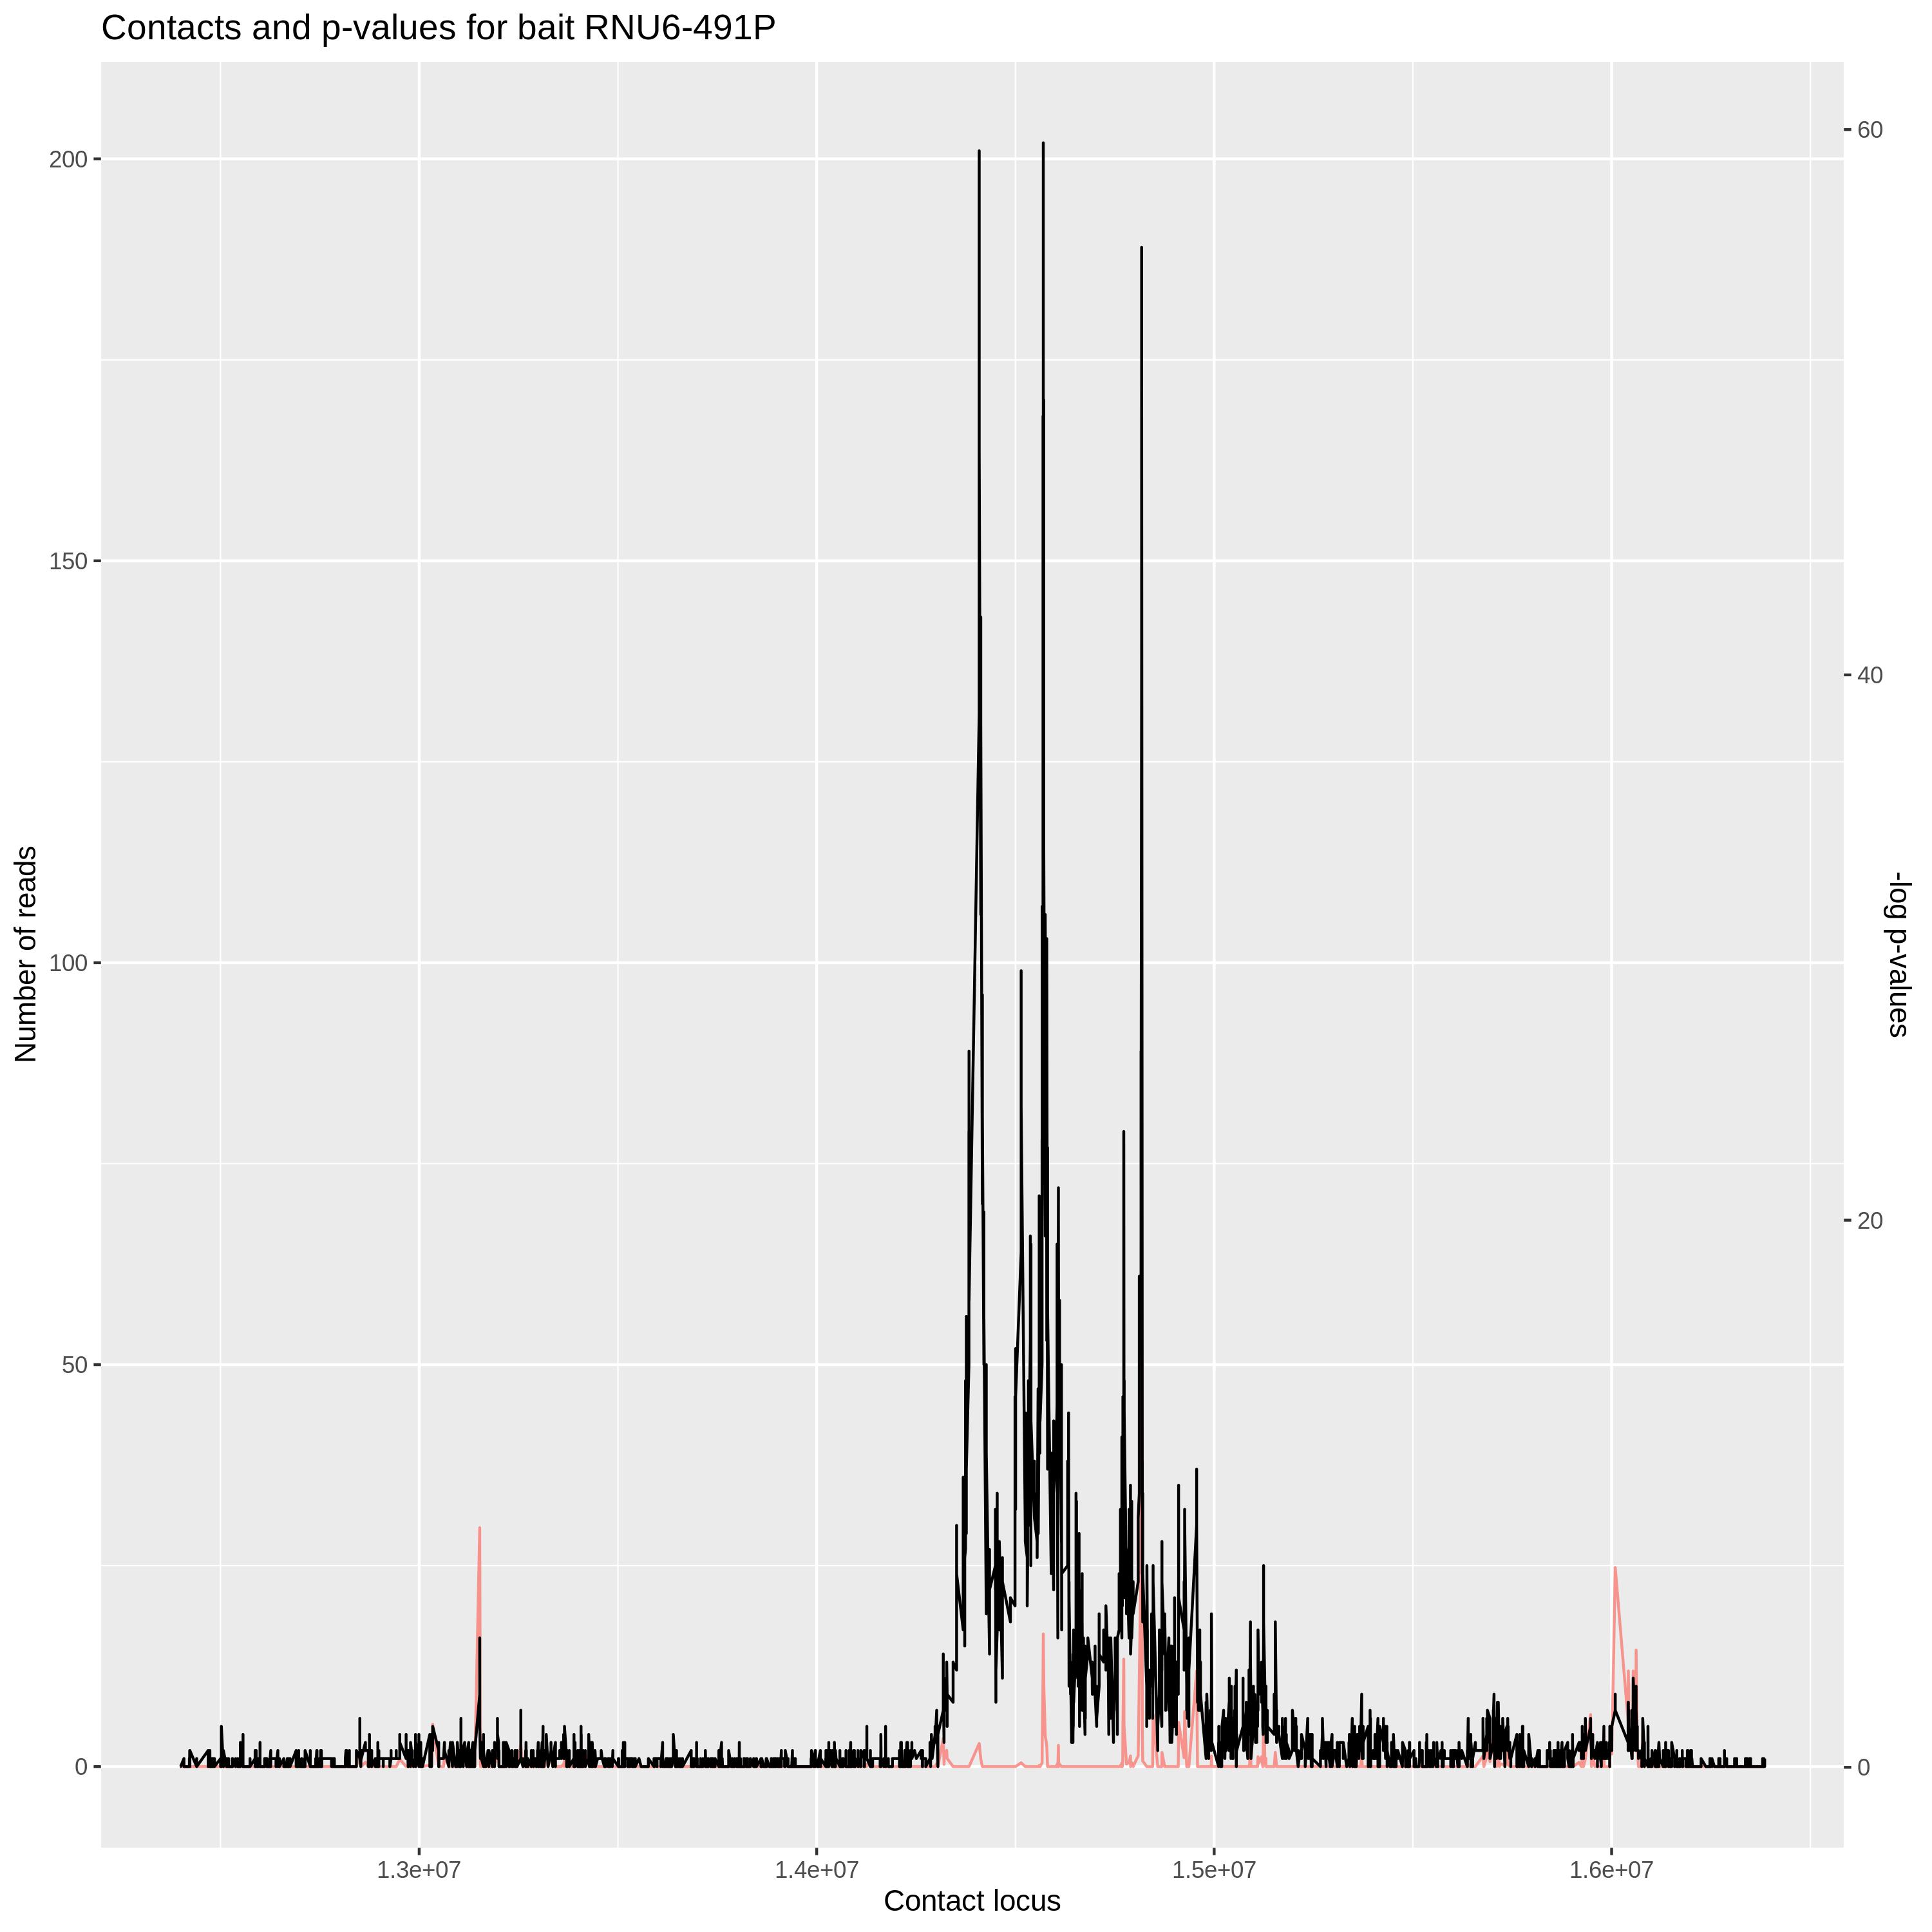 Contacts and p-values for bait RNU6-491P
200
150
100
50
0
Number of reads
60
40
20
0
-log p-values
1.3e+07
1.4e+07
1.5e+07
1.6e+07
Contact locus